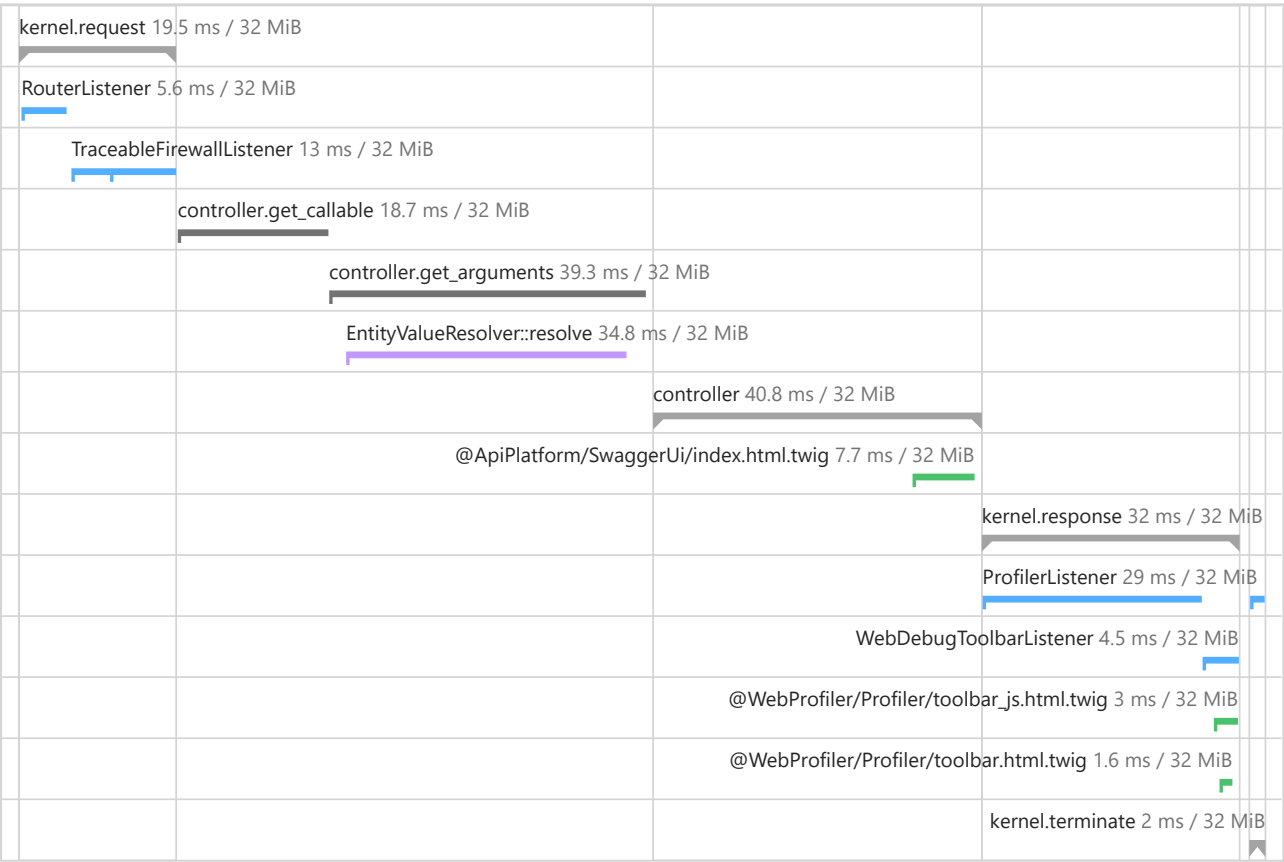 kernel.request 19.5 ms / 32 MiB
RouterListener 5.6 ms / 32 MiB
TraceableFirewallListener 13 ms / 32 MiB
controller.get_callable 18.7 ms / 32 MiB
controller.get_arguments 39.3 ms / 32 MiB
EntityValueResolver::resolve 34.8 ms / 32 MiB
controller 40.8 ms / 32 MiB
@ApiPlatform/SwaggerUi/index.html.twig 7.7 ms / 32 MiB
kernel.response 32 ms / 32 MiB
ProfilerListener 29 ms / 32 MiB
WebDebugToolbarListener 4.5 ms / 32 MiB
@WebProfiler/Profiler/toolbar_js.html.twig 3 ms / 32 MiB
@WebProfiler/Profiler/toolbar.html.twig 1.6 ms / 32 MiB
kernel.terminate 2 ms / 32 MiB